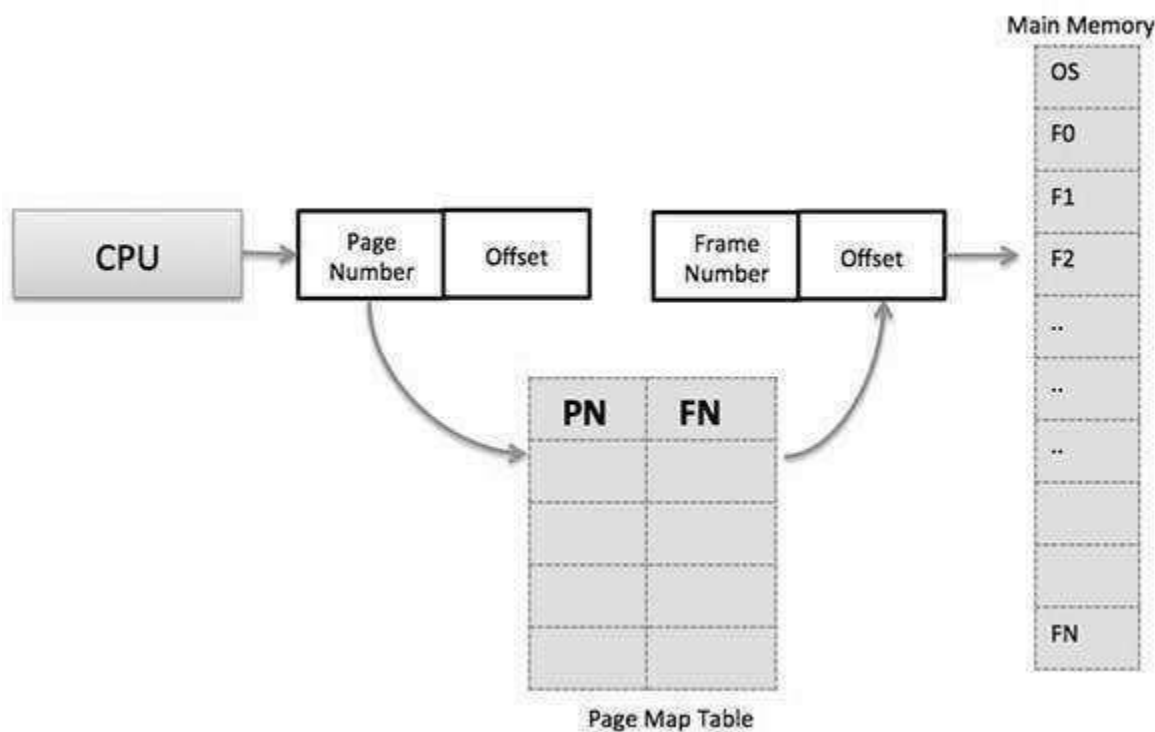 Main Memory
OS
F0
F1
F2
..
..
..
FN
CPU
Page
Number
Offset
Frame
Number
Offset
PN FN
Page Map Table